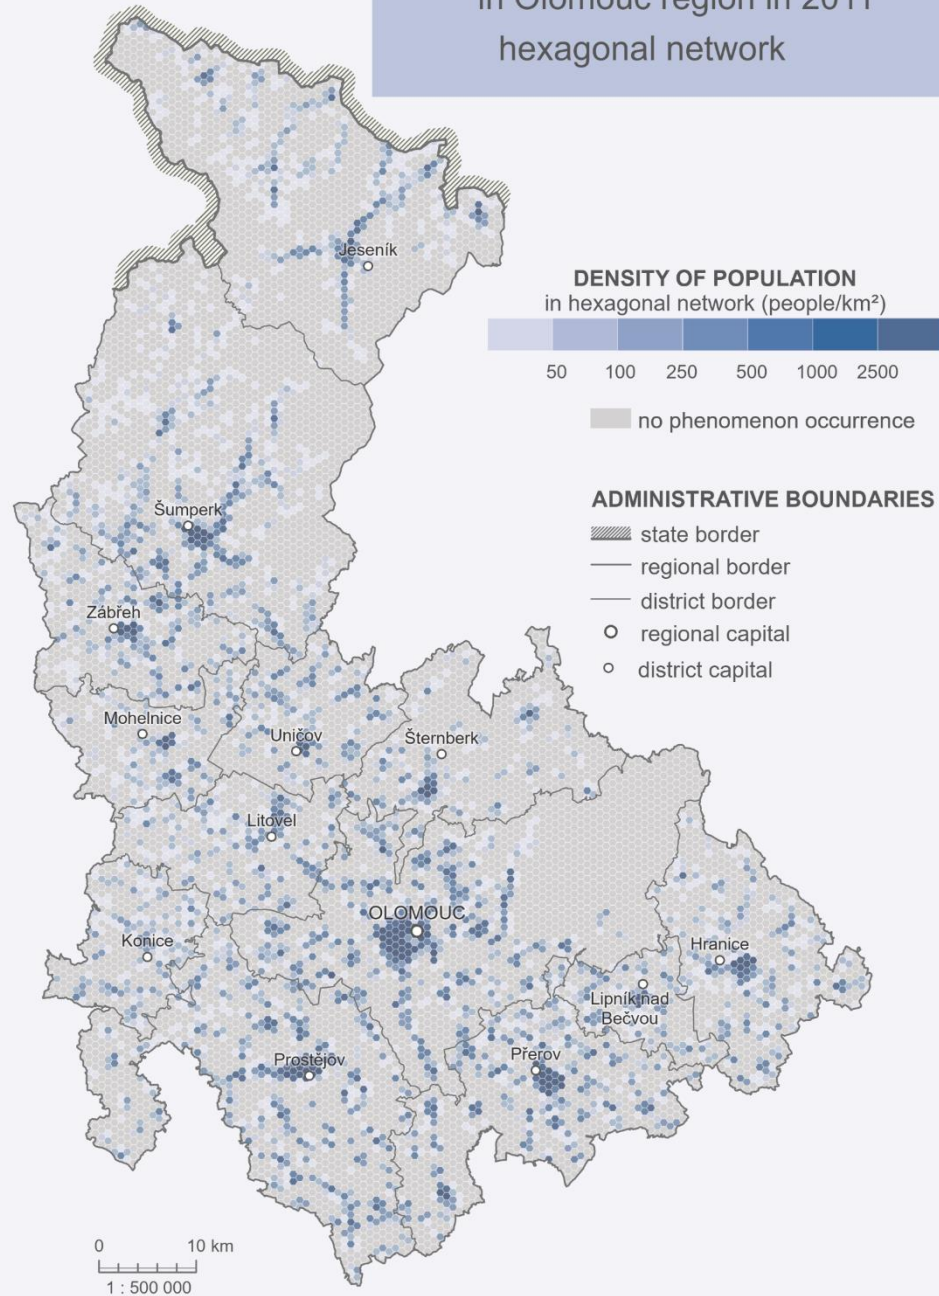 in Olomouc region in 2011
hexagonal network
Jeseník
DENSITY OF POPULATION
in hexagonal network (people/km²)
50 100 250 500 1000 2500
no phenomenon occurrence
ADMINISTRATIVE BOUNDARIES
state border
regional border
district border
regional capital
district capital
Šumperk
Zábřeh
Mohelnice
Uničov
Šternberk
Litovel
OLOMOUC
Konice
Hranice
Lipník nad
Bečvou
Prostějov
Přerov
0 10 km
1 : 500 000